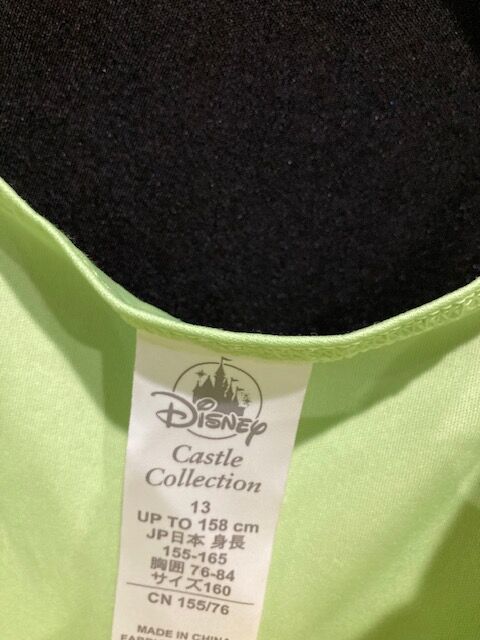 Disney
Castle
Collection
13
UP TO 158 cm
JP日本 身長
155-165
胸囲 76-84
サイズ160
CN 155/76
MADE IN CHINA